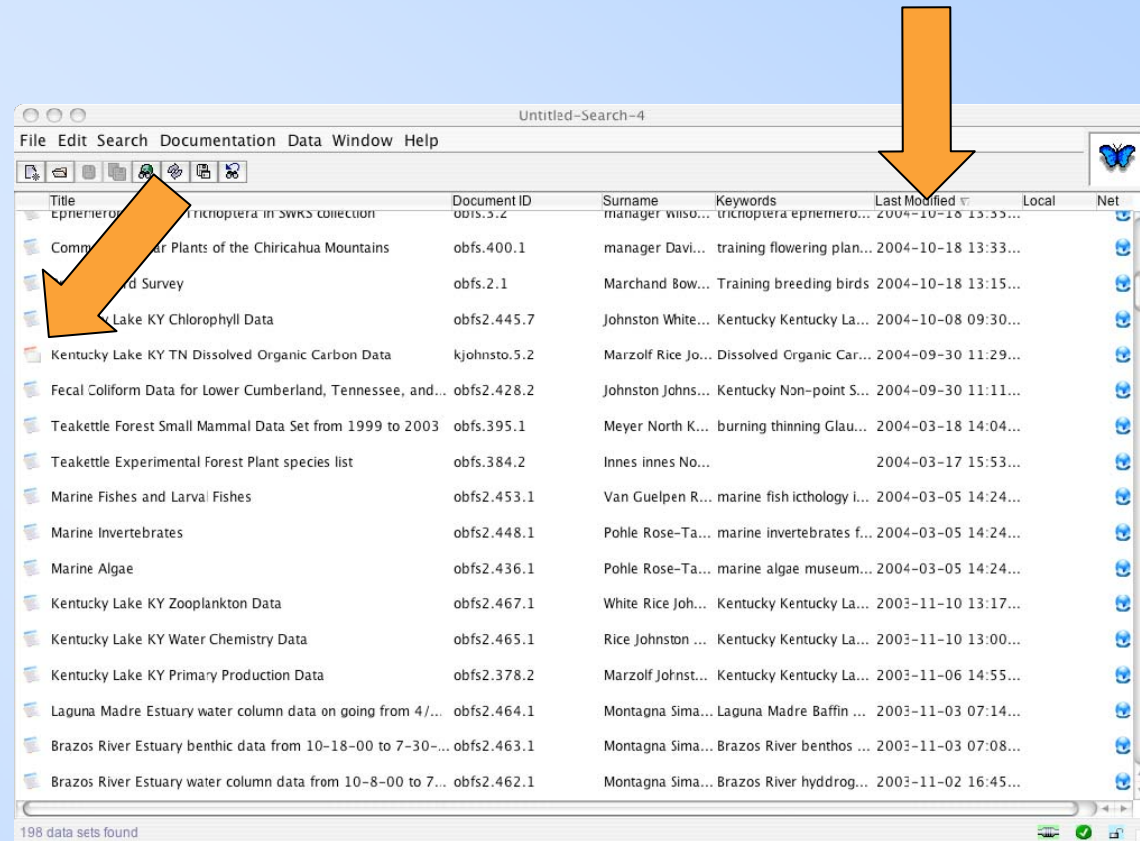 Untitled-Search-4
File Edit Search Documentation Data Window Help
Title Document ID Surname Keywords Last Modified Local Net
Trichoptera in SWRS collection obfs.3.2 manager Wilso... trichoptera ephemero... 2004-10-18 13:35...
Plants of the Chiricahua Mountains obfs.400.1 manager Davi... training flowering plan... 2004-10-18 13:33...
Survey obfs.2.1 Marchand Bow... Training breeding birds 2004-10-18 13:15...
Lake KY Chlorophyll Data obfs2.445.7 Johnston White... Kentucky Kentucky La... 2004-10-08 09:30...
Kentucky Lake KY TN Dissolved Organic Carbon Data kjohnsto.5.2 Marzolf Rice Jo... Dissolved Organic Car... 2004-09-30 11:29...
Fecal Coliform Data for Lower Cumberland, Tennessee, and... obfs2.428.2 Johnston Johns... Kentucky Non-point S... 2004-09-30 11:11...
Teakettle Forest Small Mammal Data Set from 1999 to 2003 obfs.395.1 Meyer North K... burning thinning Glau... 2004-03-18 14:04...
Teakettle Experimental Forest Plant species list obfs.384.2 Innes innes No... 2004-03-17 15:53...
Marine Fishes and Larval Fishes obfs2.453.1 Van Guelpen R... marine fish icthology i... 2004-03-05 14:24...
Marine Invertebrates obfs2.448.1 Pohle Rose-Ta... marine invertebrates f... 2004-03-05 14:24...
Marine Algae obfs2.436.1 Pohle Rose-Ta... marine algae museum... 2004-03-05 14:24...
Kentucky Lake KY Zooplankton Data obfs2.467.1 White Rice Joh... Kentucky Kentucky La... 2003-11-10 13:17...
Kentucky Lake KY Water Chemistry Data obfs2.465.1 Rice Johnston ... Kentucky Kentucky La... 2003-11-10 13:00...
Kentucky Lake KY Primary Production Data obfs2.378.2 Marzolf Johnst... Kentucky Kentucky La... 2003-11-06 14:55...
Laguna Madre Estuary water column data on going from 4/... obfs2.464.1 Montagna Sima... Laguna Madre Baffin ... 2003-11-03 07:14...
Brazos River Estuary benthic data from 10-18-00 to 7-30-... obfs2.463.1 Montagna Sima... Brazos River benthos ... 2003-11-03 07:08...
Brazos River Estuary water column data from 10-8-00 to 7... obfs2.462.1 Montagna Sima... Brazos River hyddrog... 2003-11-02 16:45...
198 data sets found